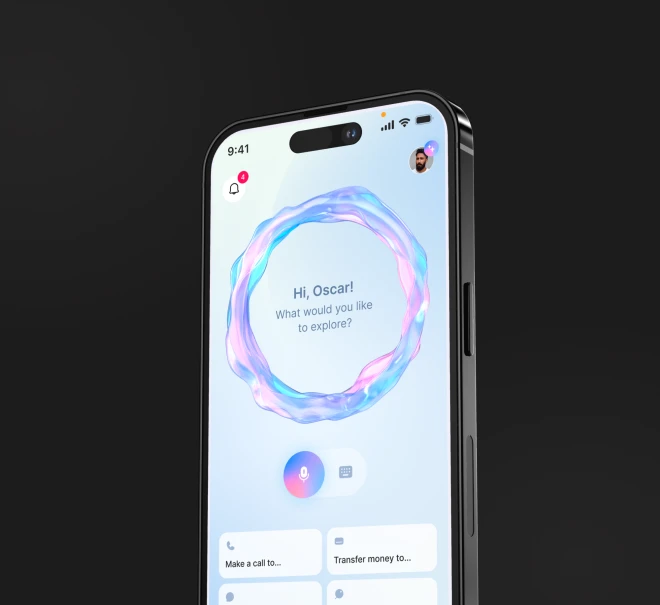 9:41
4
Hi, Oscar!
What would you like
to explore?
Make a call to...
Transfer money to...